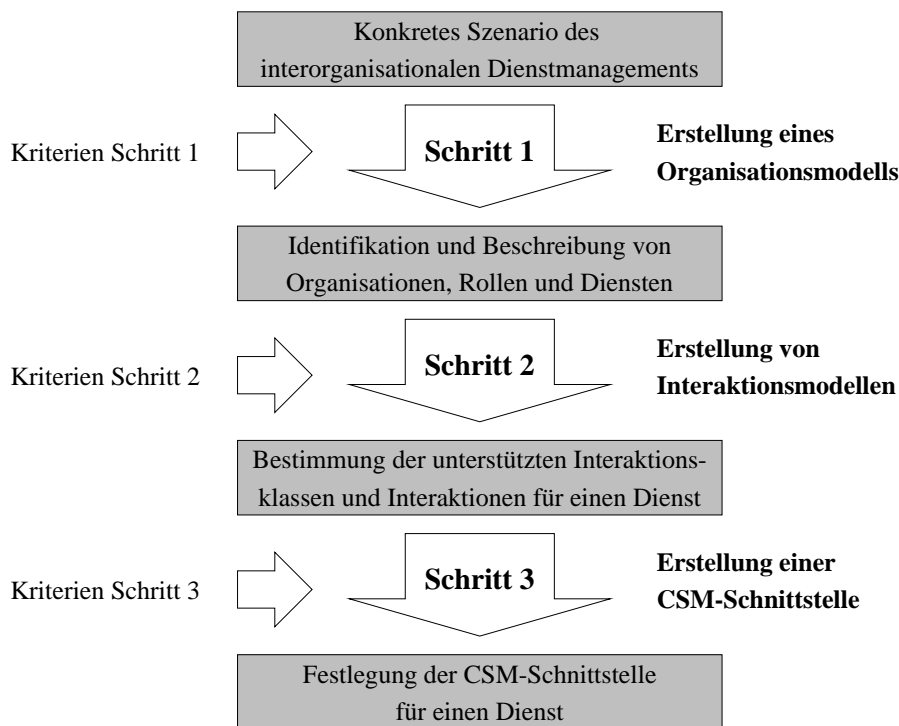 Konkretes Szenario des
interorganisationalen Dienstmanagements
Kriterien Schritt 1
Schritt 1
Erstellung eines
Organisationsmodells
Identifikation und Beschreibung von
Organisationen, Rollen und Diensten
Kriterien Schritt 2
Schritt 2
Erstellung von
Interaktionsmodellen
Bestimmung der unterstützten Interaktions-
klassen und Interaktionen für einen Dienst
Kriterien Schritt 3
Schritt 3
Erstellung einer
CSM-Schnittstelle
Festlegung der CSM-Schnittstelle
für einen Dienst